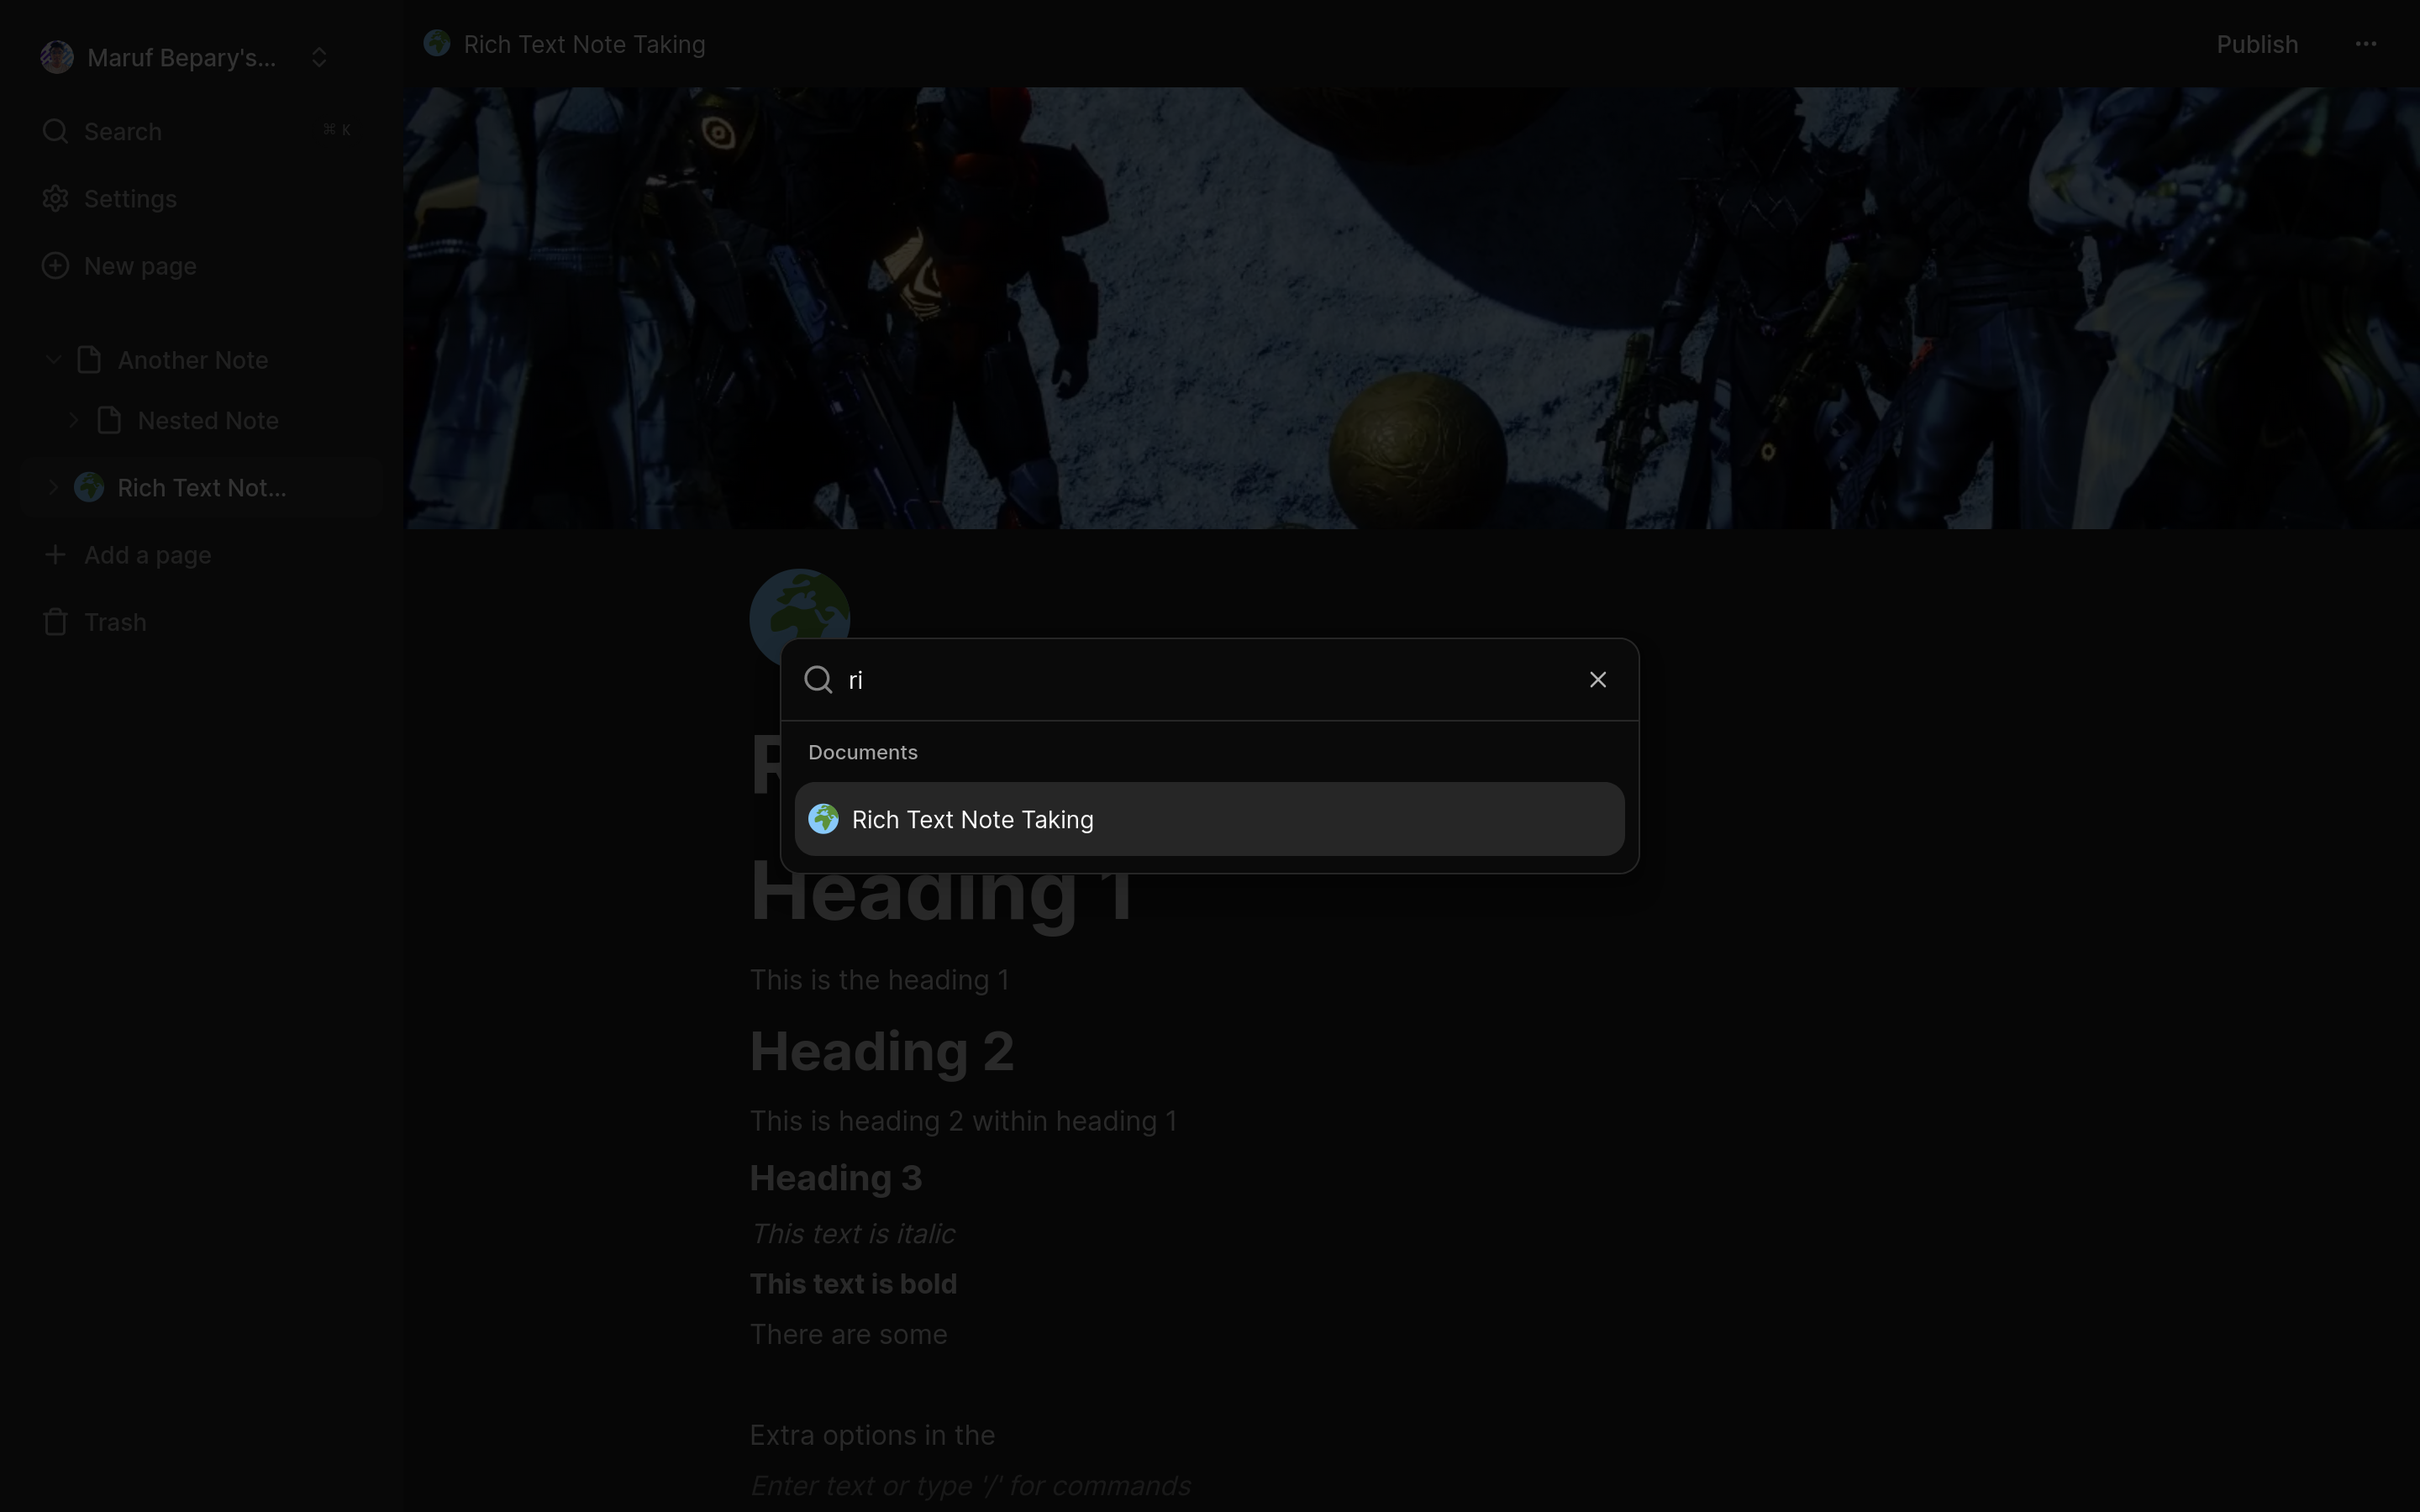 Maruf Bepary's...
Search ⌘ K
Settings
New page
Another Note
Nested Note
Rich Text Not...
Add a page
Trash
Rich Text Note Taking
Publish
ri
Documents
Rich Text Note Taking
R
Heading 1
This is the heading 1
Heading 2
This is heading 2 within heading 1
Heading 3
This text is italic
This text is bold
There are some
Extra options in the
Enter text or type '/' for commands